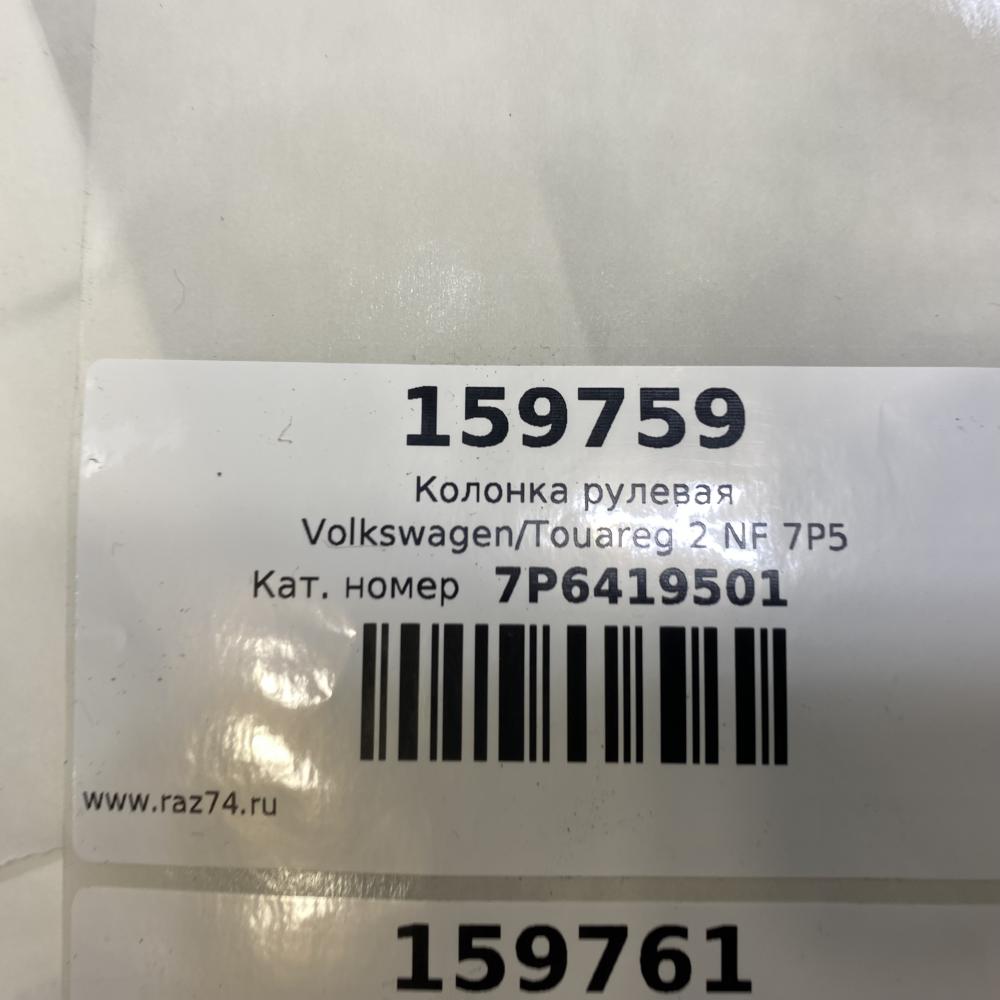 159759
Колонка рулевая
Volkswagen/Touareg 2 NF 7P5
Кат. номер 7P6419501
www.raz74.ru
159761